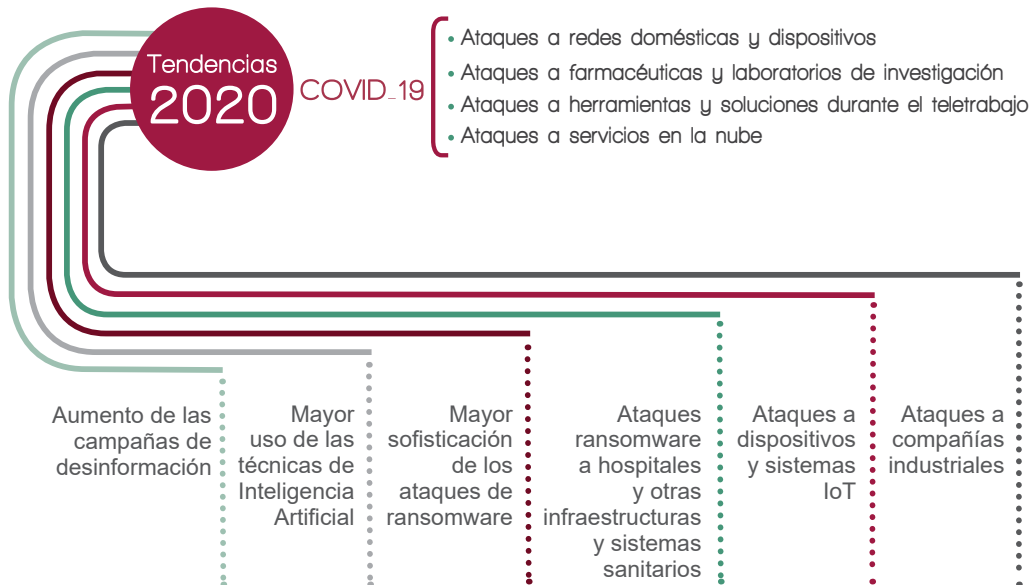 Tendencias
2020
COVID-19
• Ataques a redes domésticas y dispositivos
• Ataques a farmacéuticas y laboratorios de investigación
• Ataques a herramientas y soluciones durante el teletrabajo
• Ataques a servicios en la nube
Aumento de las
campañas de
desinformación
Mayor
uso de las
técnicas de
Inteligencia
Artificial
Mayor
sofisticación
de los
ataques de
ransomware
Ataques
ransomware
a hospitales
y otras
infraestructuras
y sistemas
sanitarios
Ataques a
dispositivos
y sistemas
IoT
Ataques a
compañías
industriales